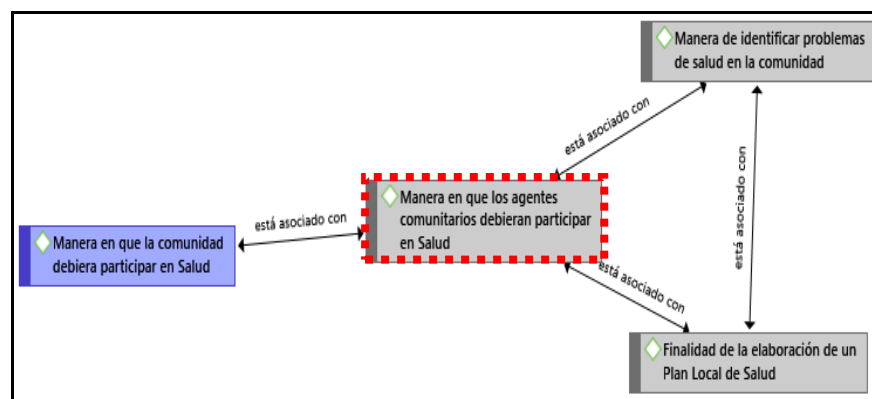 Manera de identificar problemas
de salud en la comunidad
está asociado con
Manera en que los agentes
comunitarios debieran participar
en Salud
está asociado con
Manera en que la comunidad
debiera participar en Salud
está asociado con
está asociado con
Finalidad de la elaboración de un
Plan Local de Salud